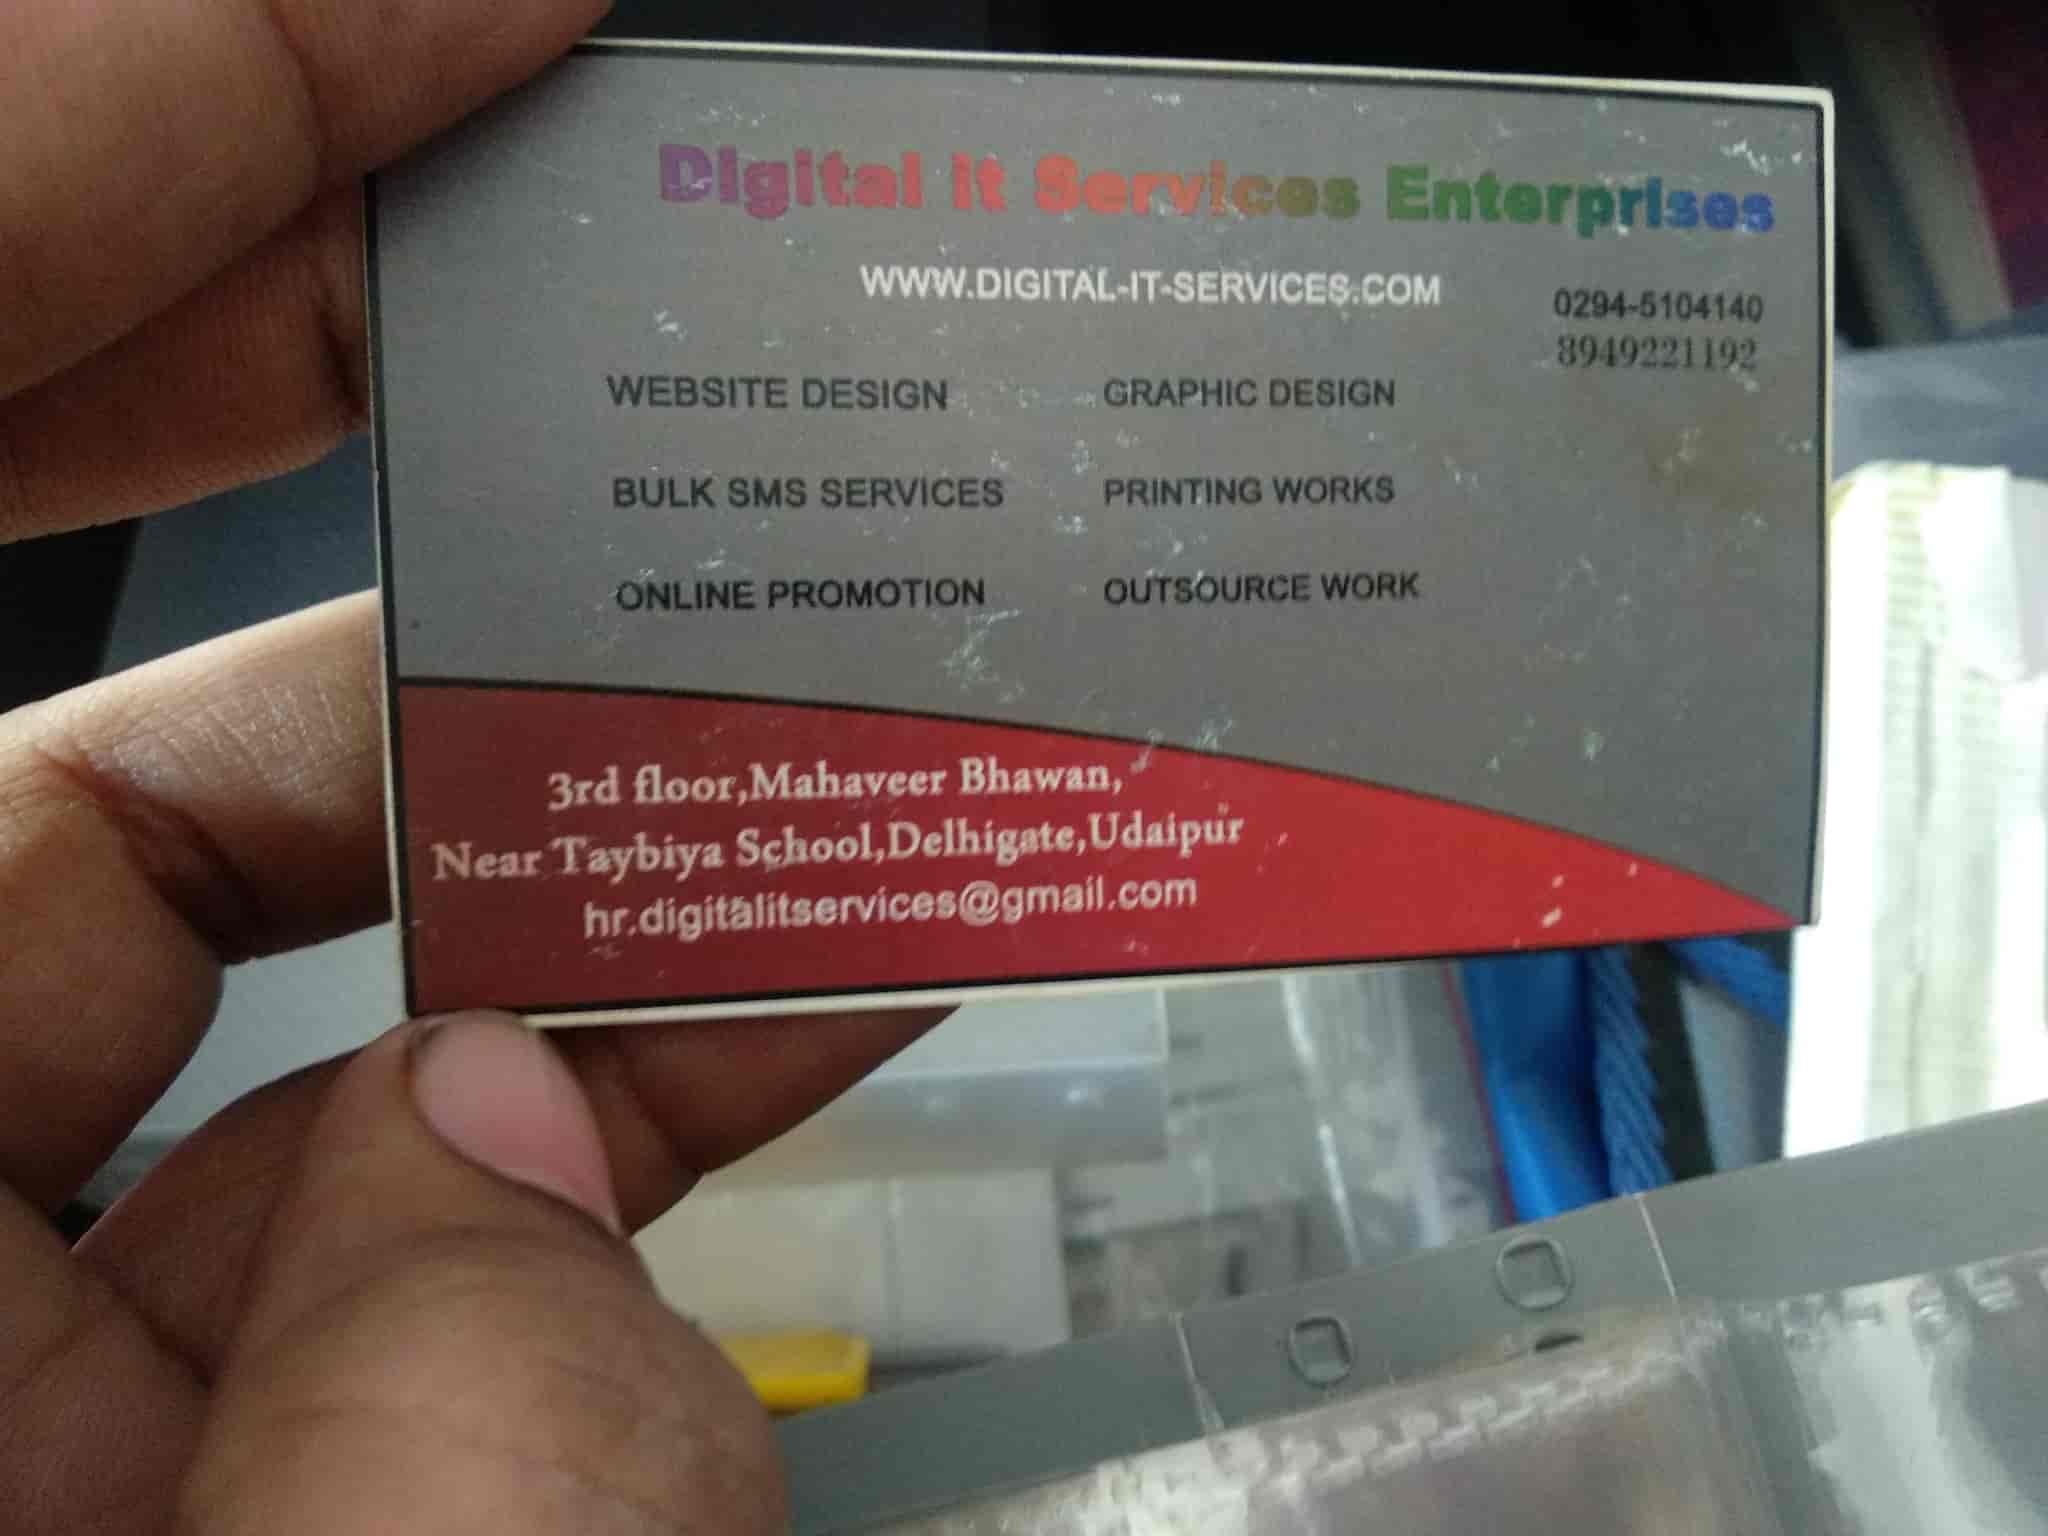 Digital it Services Enterprises
WWW.DIGITAL-IT-SERVICES.COM
0294-5104140
8949221192
WEBSITE DESIGN
GRAPHIC DESIGN
BULK SMS SERVICES
PRINTING WORKS
ONLINE PROMOTION
OUTSOURCE WORK
3rd floor,Mahaveer Bhawan,
Near Taybiya School,Delhigate,Udaipur
hr.digitalitservices@gmail.com